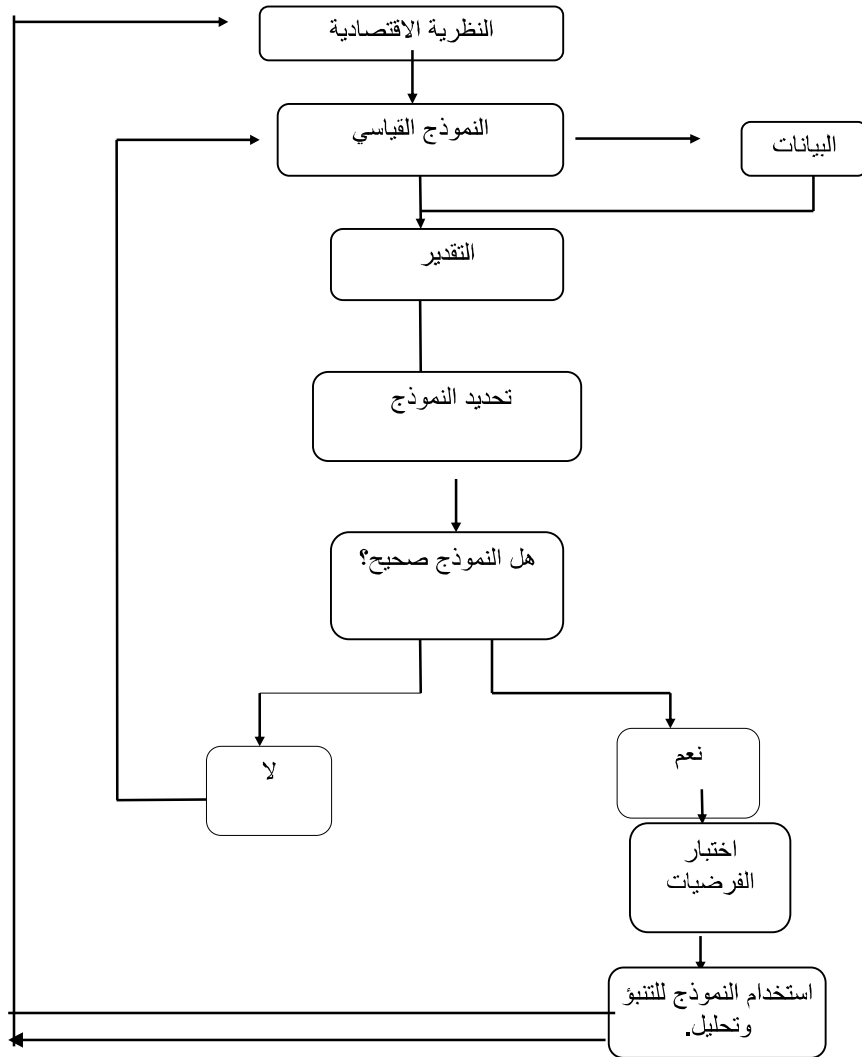 النظرية الاقتصادية
النموذج القياسي
البيانات
التقدير
تحديد النموذج
هل النموذج صحيح؟
لا
نعم
اختبار
الفرضيات
استخدام النموذج للتنبؤ
وتحليل.